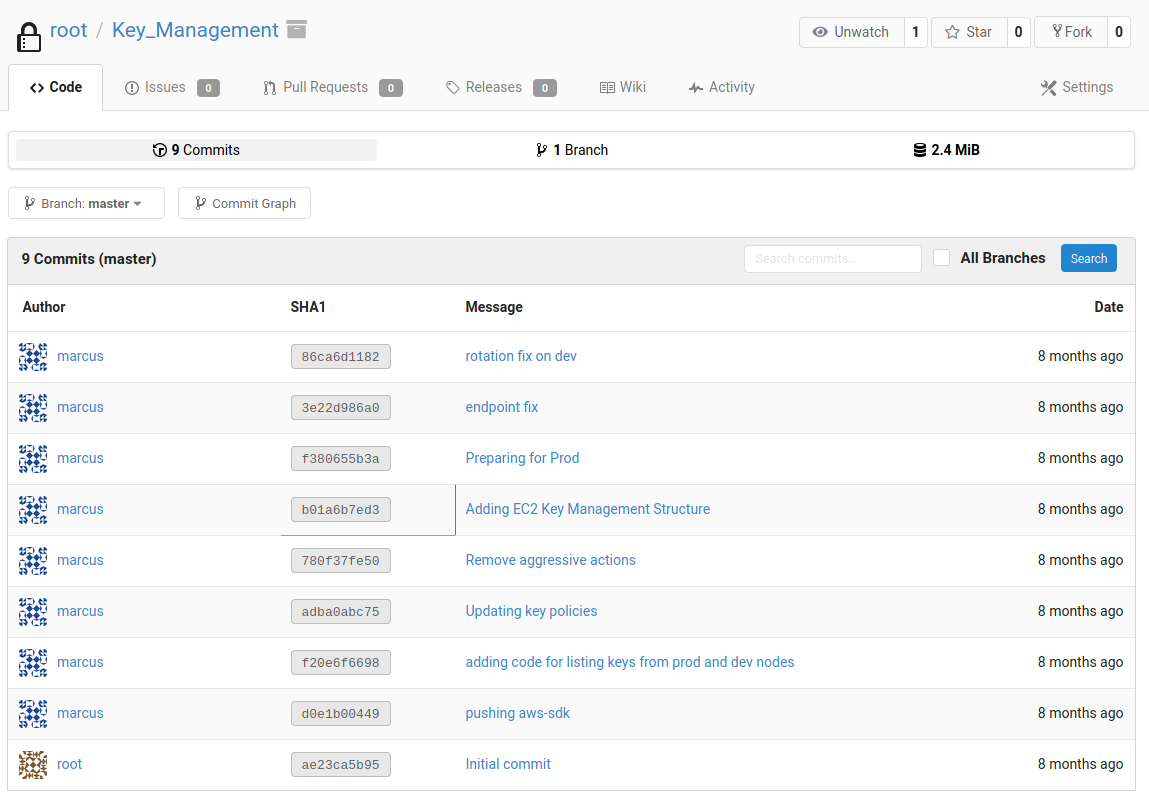 root / Key_Management
Unwatch 1 Star 0 Fork 0
Code Issues 0 Pull Requests 0 Releases 0 Wiki Activity Settings
9 Commits 1 Branch 2.4 MiB
Branch: master Commit Graph
9 Commits (master) Search commits... All Branches Search
Author SHA1 Message Date
marcus 86ca6d1182 rotation fix on dev 8 months ago
marcus 3e22d986a0 endpoint fix 8 months ago
marcus f380655b3a Preparing for Prod 8 months ago
marcus b01a6b7ed3 Adding EC2 Key Management Structure 8 months ago
marcus 780f37fe50 Remove aggressive actions 8 months ago
marcus adba0abc75 Updating key policies 8 months ago
marcus f20e6f6698 adding code for listing keys from prod and dev nodes 8 months ago
marcus d0e1b00449 pushing aws-sdk 8 months ago
root ae23ca5b95 Initial commit 8 months ago